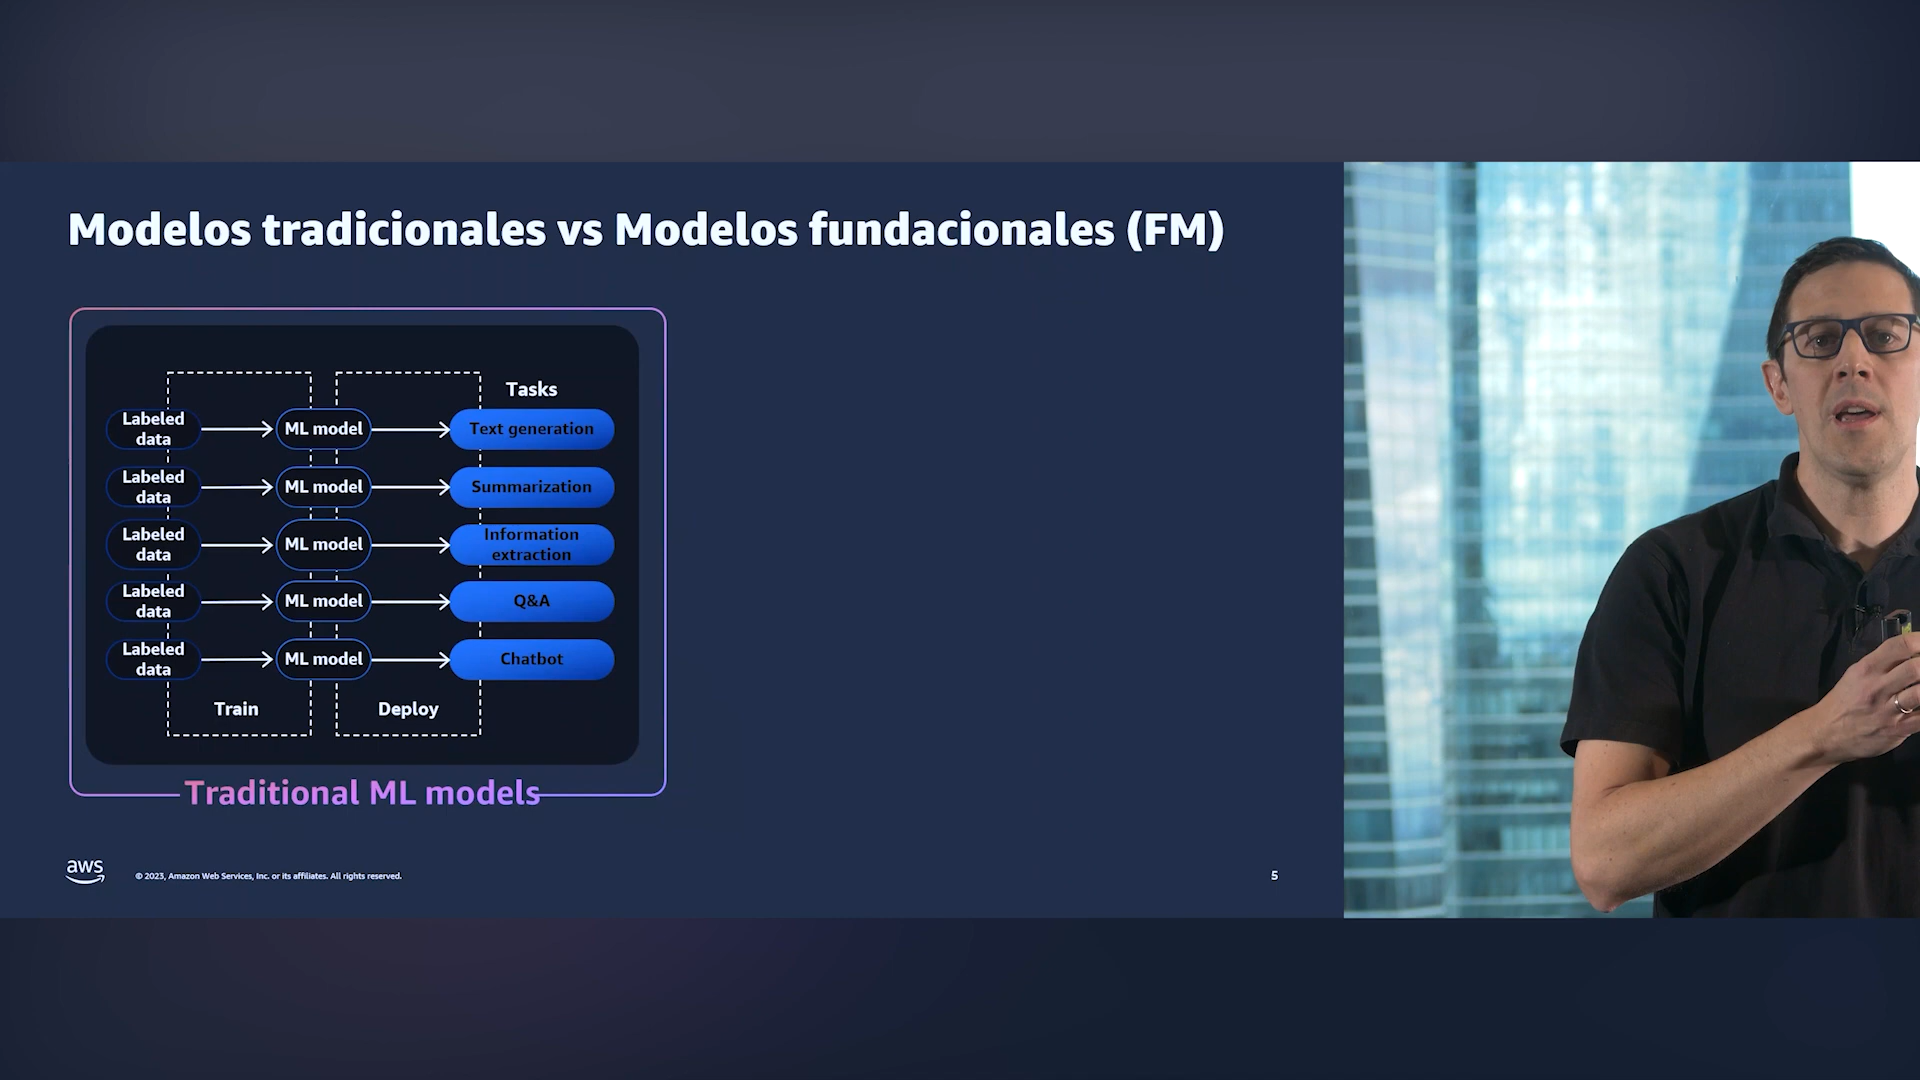 Modelos tradicionales vs Modelos fundacionales (FM)
Tasks
Labeled
data
ML model
Text generation
Labeled
data
ML model
Summarization
Labeled
data
ML model
Information
extraction
Labeled
data
ML model
Q&A
Labeled
data
ML model
Chatbot
Train
Deploy
Traditional ML models
aws
© 2023, Amazon Web Services, Inc. or its affiliates. All rights reserved.
5